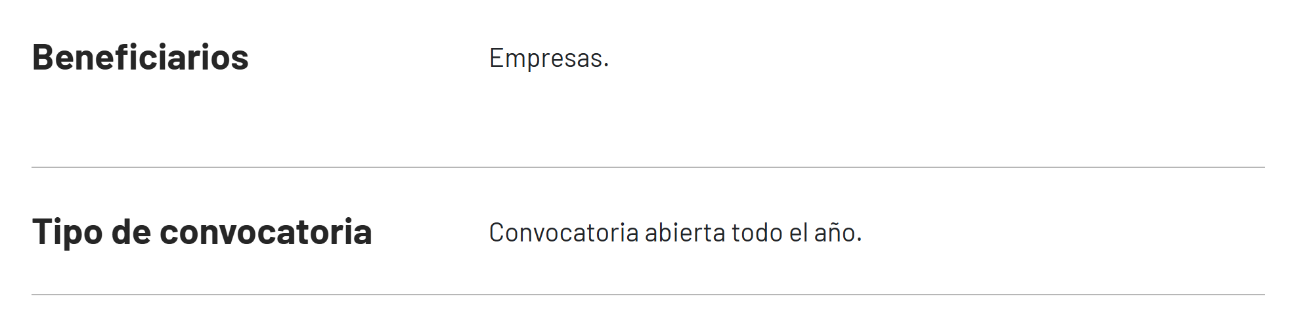 Beneficiarios
Empresas.
Tipo de convocatoria
Convocatoria abierta todo el año.